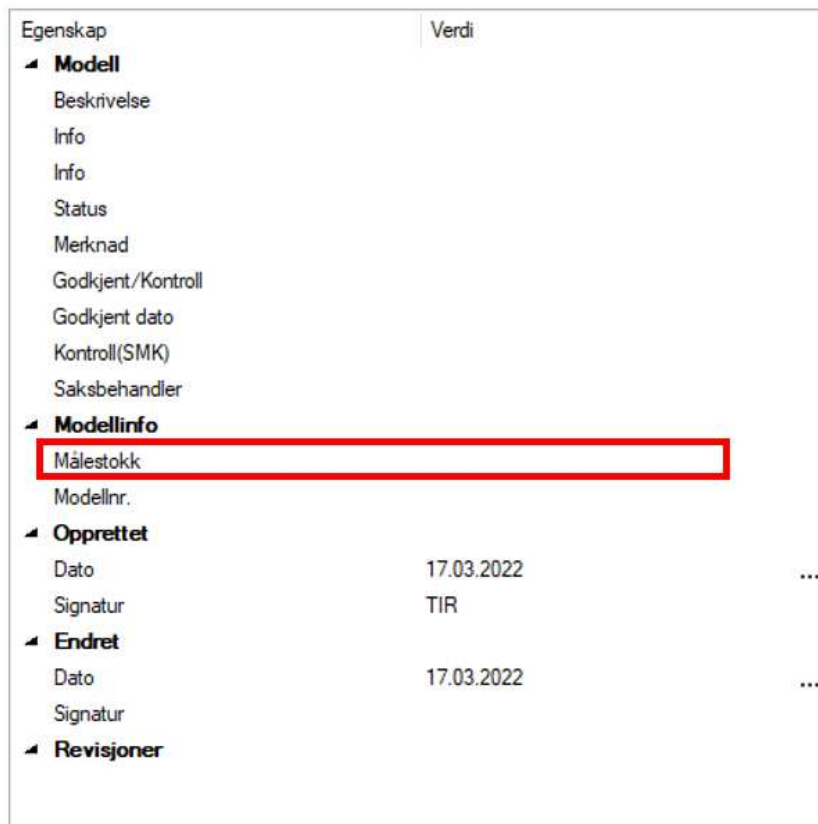 Egenskap Verdi
Modell
Beskrivelse
Info
Info
Status
Merknad
Godkjent/Kontroll
Godkjent dato
Kontroll(SMK)
Saksbehandler
Modellinfo
Målestokk
Modellnr.
Opprettet
Dato 17.03.2022 ...
Signatur TIR
Endret
Dato 17.03.2022 ...
Signatur
Revisjoner